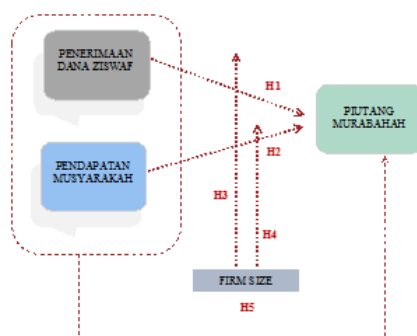 PENERIMAAN
DANA ZISWAF
H1
PIUTANG
MURABAHAH
PENDAPATAN
MUSYARAKAH
H2
H3
H4
FIRM SIZE
H5